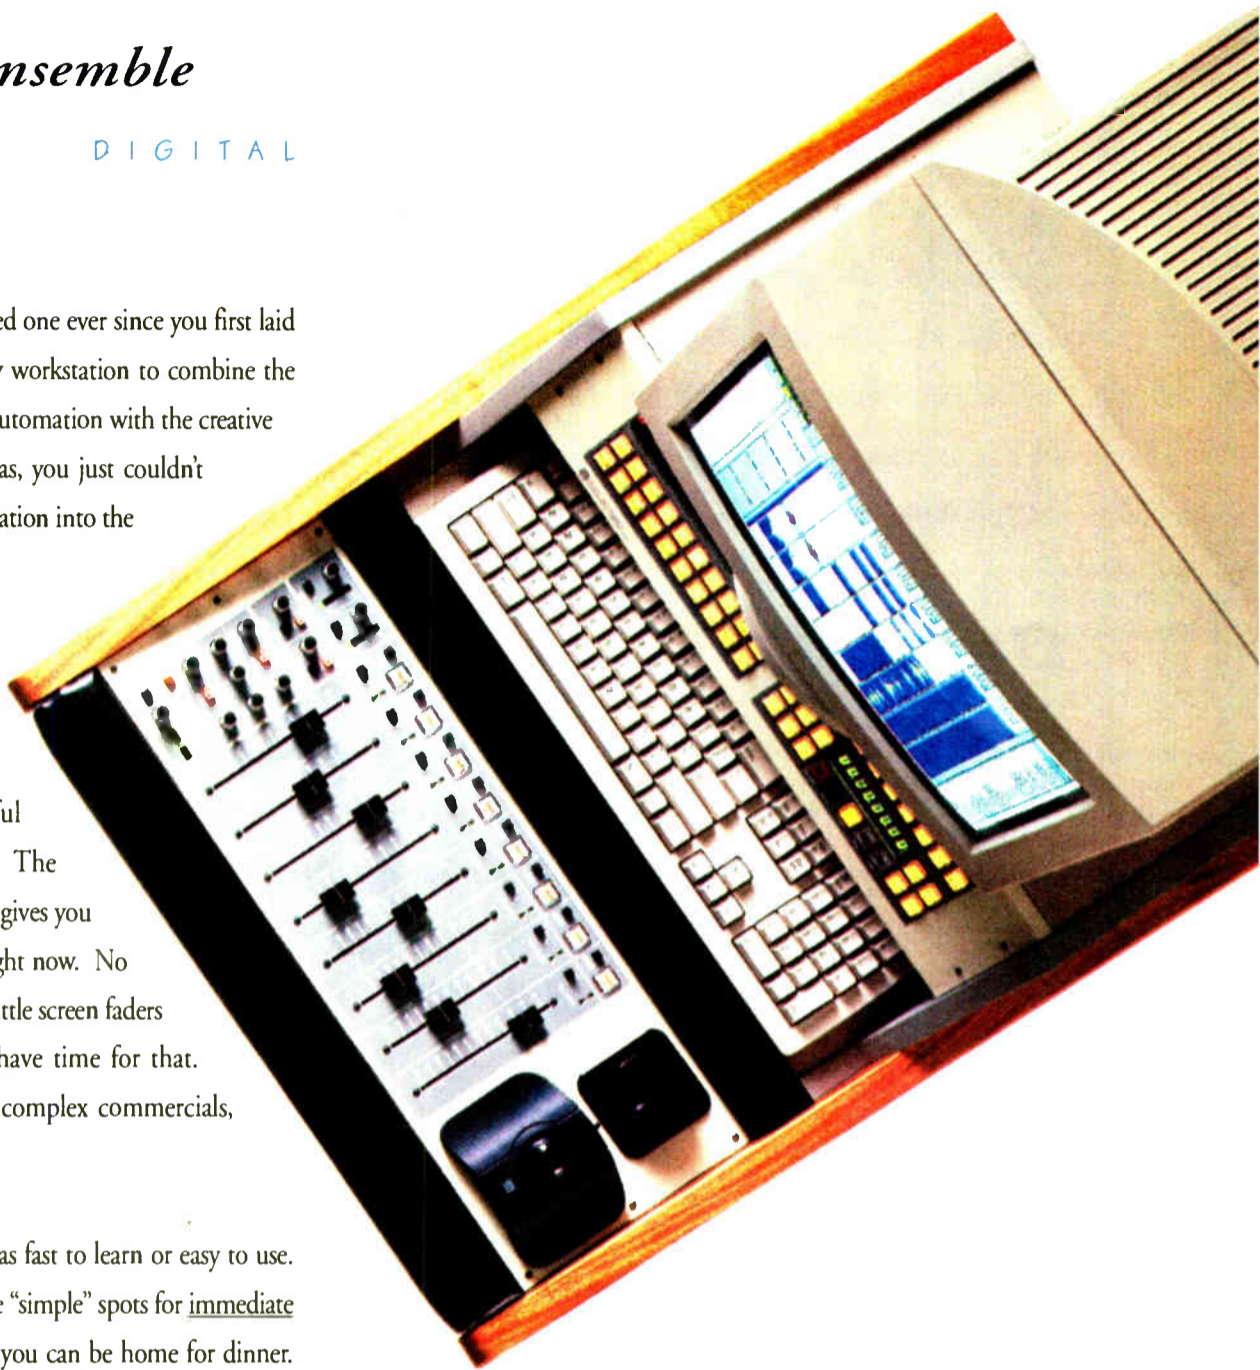 nsemble
DIGITAL
ed one ever since you first laid
y workstation to combine the
utomation with the creative
as, you just couldn't
ation into the
ul
The
gives you
ght now. No
ttle screen faders
have time for that.
complex commercials,
as fast to learn or easy to use.
e "simple" spots for immediate
you can be home for dinner.